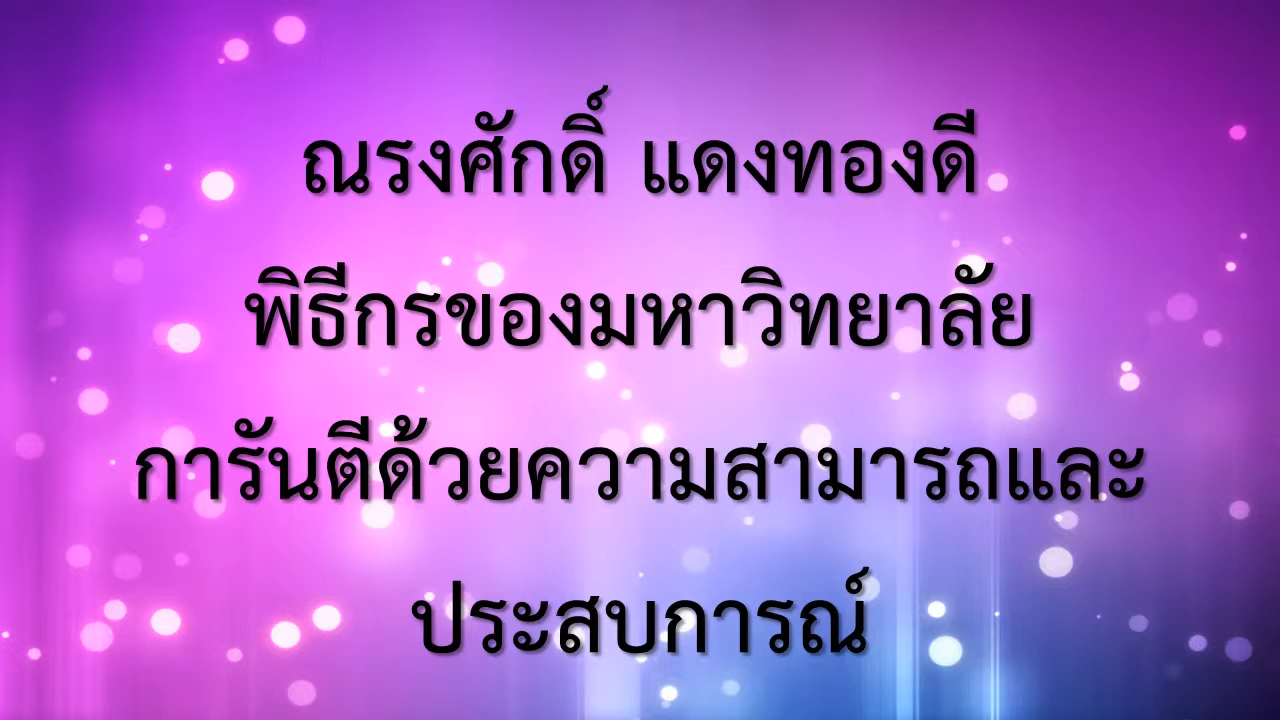 ณรงศักดิ์ แดงทองดี
พิธีกรของมหาวิทยาลัย
การันตีด้วยความสามารถและ
ประสบการณ์